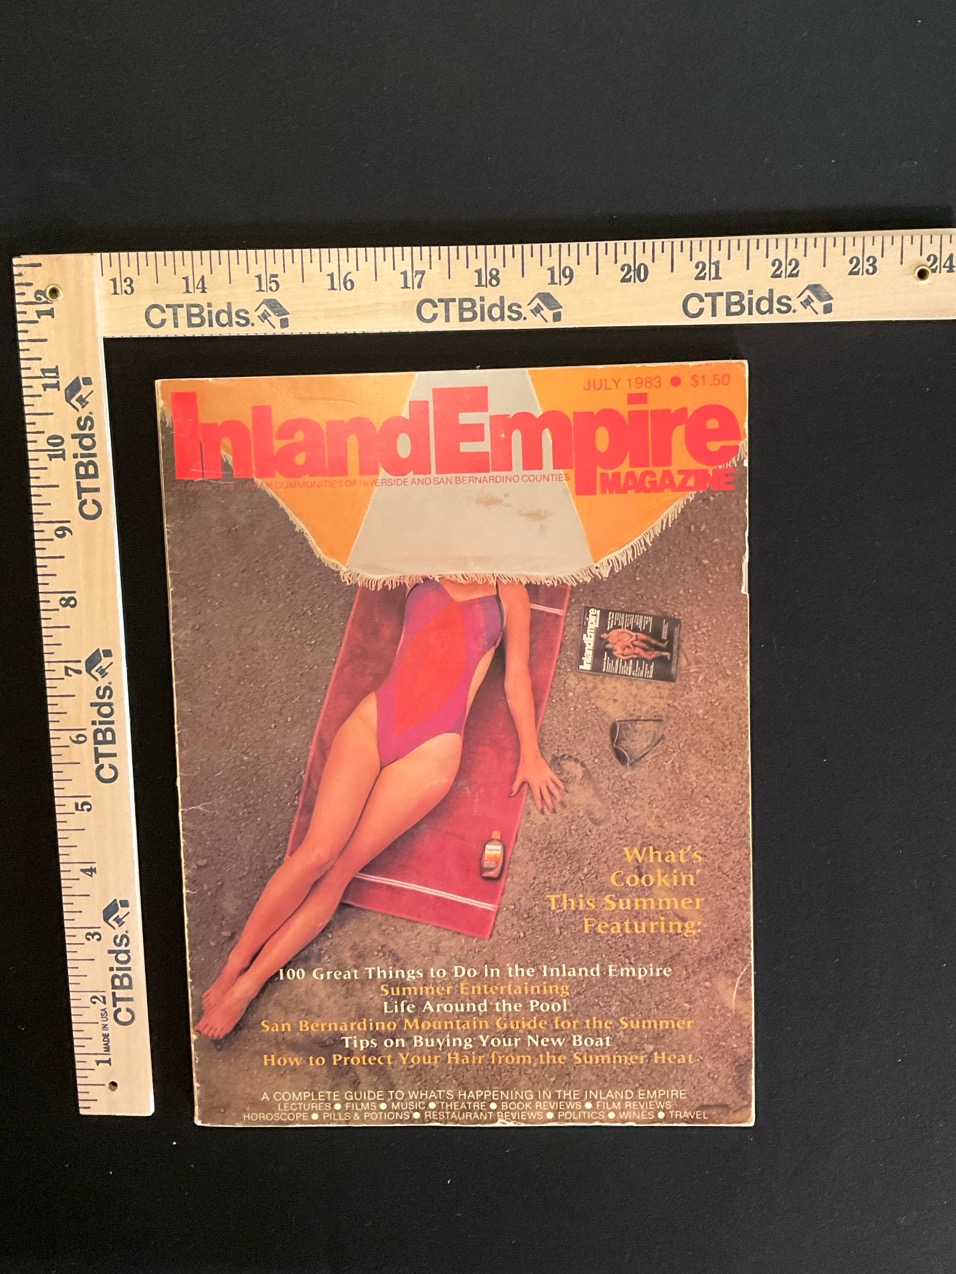 13 14 15 16 17 18 19 20 21 22 23 24
CTBids. CTBids. CTBids.
12
11
10
CTBids.
9
8
7
CTBids.
6
5
4
3
CTBids.
2
MADE IN USA
1
JULY 1983 ● $1.50
InlandEmpire
COMMUNITIES OF RIVERSIDE AND SAN BERNARDINO COUNTIES
MAGAZINE
InlandEmpire
What's
Cookin'
This Summer
Featuring:
100 Great Things to Do in the Inland Empire
Summer Entertaining
Life Around the Pool
San Bernardino Mountain Guide for the Summer
Tips on Buying Your New Boat
How to Protect Your Hair from the Summer Heat
A COMPLETE GUIDE TO WHAT'S HAPPENING IN THE INLAND EMPIRE
LECTURES ● FILMS ● MUSIC ● THEATRE ● BOOK REVIEWS ● FILM REVIEWS
HOROSCOPE ● PILLS & POTIONS ● RESTAURANT REVIEWS ● POLITICS ● WINES ● TRAVEL